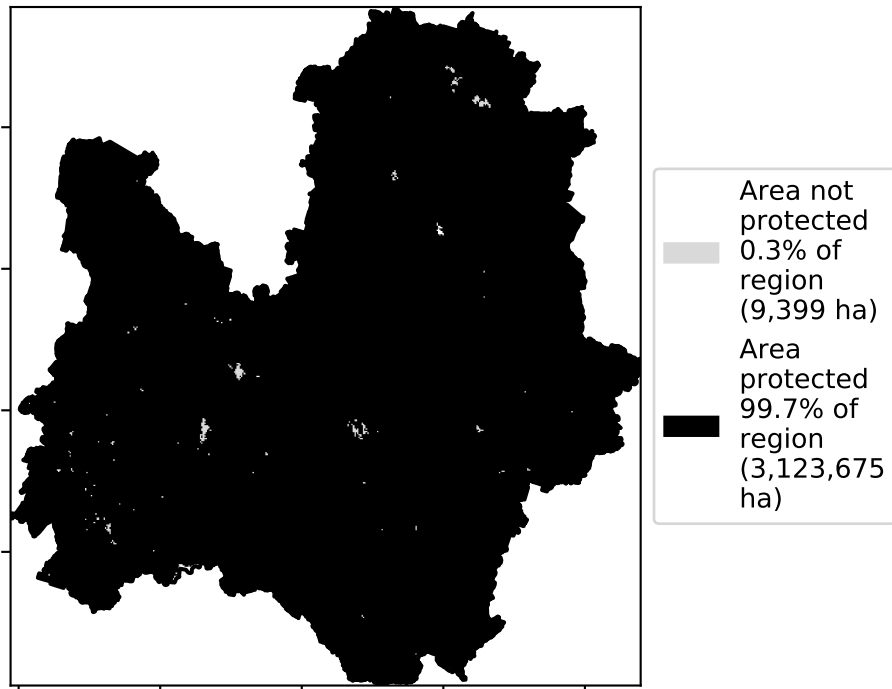 Area not
protected
0.3% of
region
(9,399 ha)
Area
protected
99.7% of
region
(3,123,675
ha)